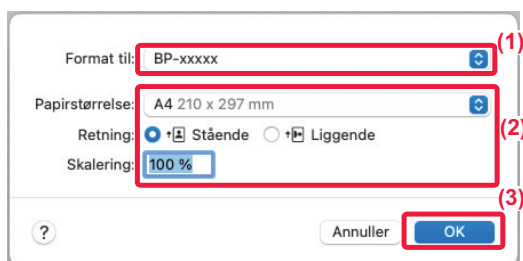 (1)
Format til: BP-xxxxx
(2)
Papirstørrelse: A4 210 x 297 mm
Retning: Stående Liggende
Skalering: 100 %
(3)
? Annuller OK